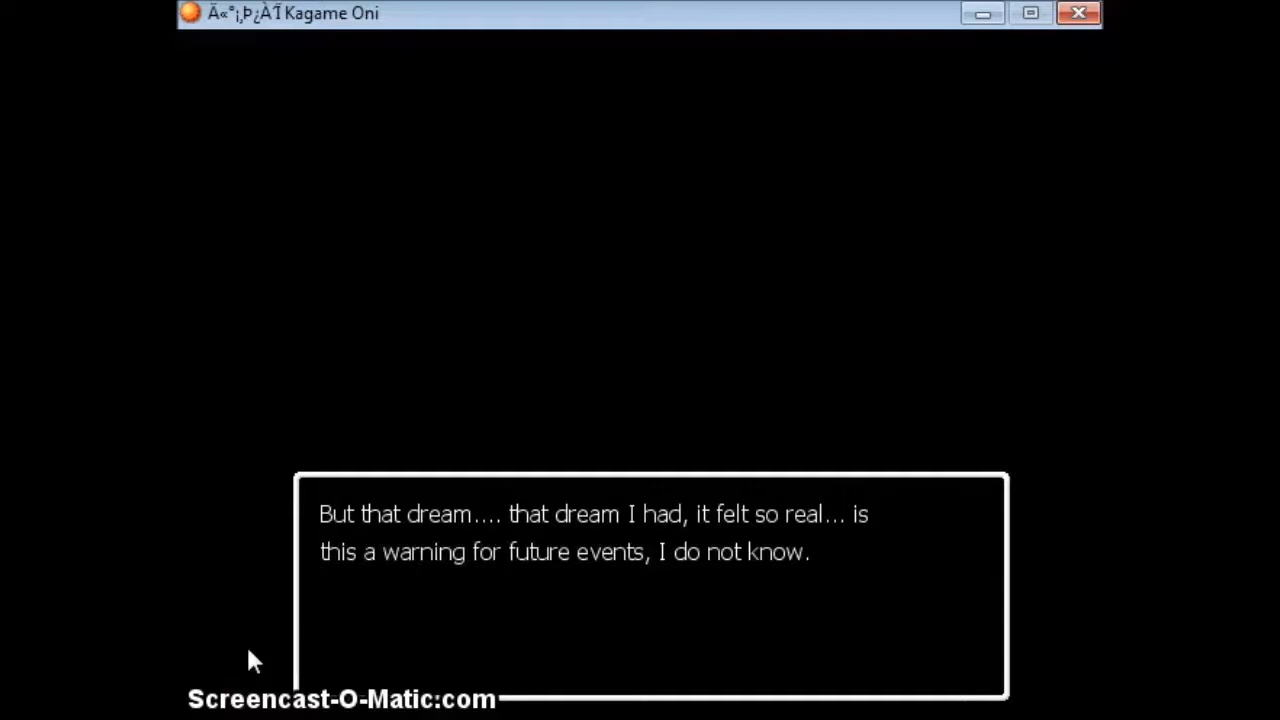 Ä«°¡Þ¿ÀÏ Kagame Oni
But that dream.... that dream I had, it felt so real... is
this a warning for future events, I do not know.
Screencast-O-Matic.com